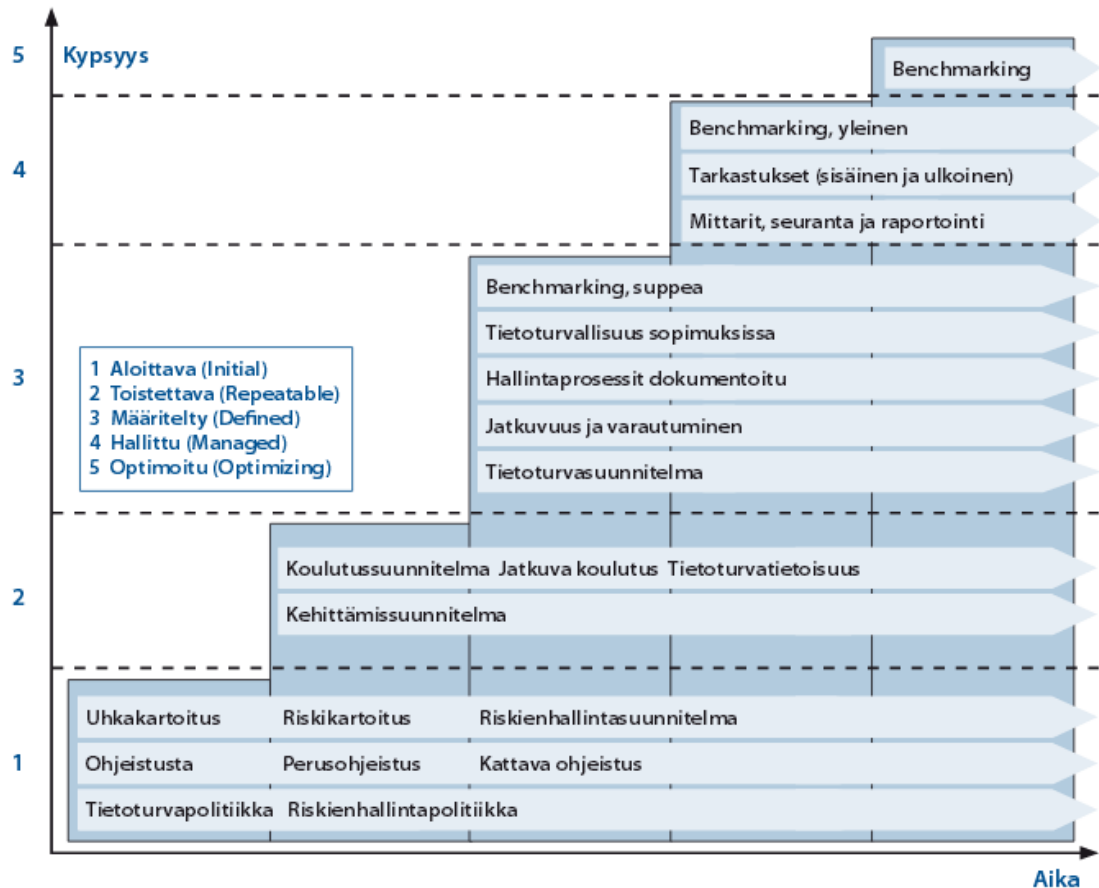 5 Kypsyys
Benchmarking
4
Benchmarking, yleinen
Tarkastukset (sisäinen ja ulkoinen)
Mittarit, seuranta ja raportointi
3
Benchmarking, suppea
Tietoturvallisuus sopimuksissa
Hallintaprosessit dokumentoitu
Jatkuvuus ja varautuminen
Tietoturvasuunnitelma
1 Aloittava (Initial)
2 Toistettava (Repeatable)
3 Määritelty (Defined)
4 Hallittu (Managed)
5 Optimoitu (Optimizing)
2
Koulutussuunnitelma Jatkuva koulutus Tietoturvatietoisuus
Kehittämissuunnitelma
1
Uhkakartoitus Riskikartoitus Riskienhallintasuunnitelma
Ohjeistusta Perusohjeistus Kattava ohjeistus
Tietoturvapolitiikka Riskienhallintapolitiikka
Aika